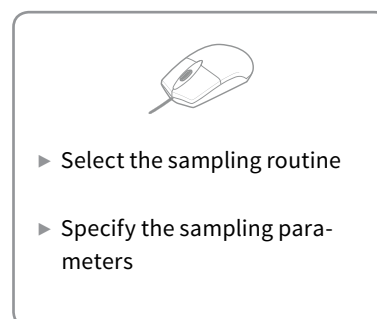 ► Select the sampling routine
► Specify the sampling para-
meters